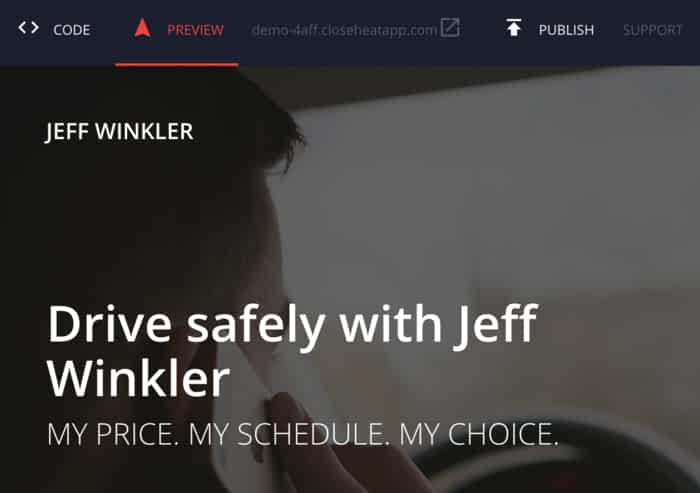 CODE
PREVIEW
demo-4aff.closeheatapp.com
PUBLISH
SUPPORT
JEFF WINKLER
Drive safely with Jeff
Winkler
MY PRICE. MY SCHEDULE. MY CHOICE.